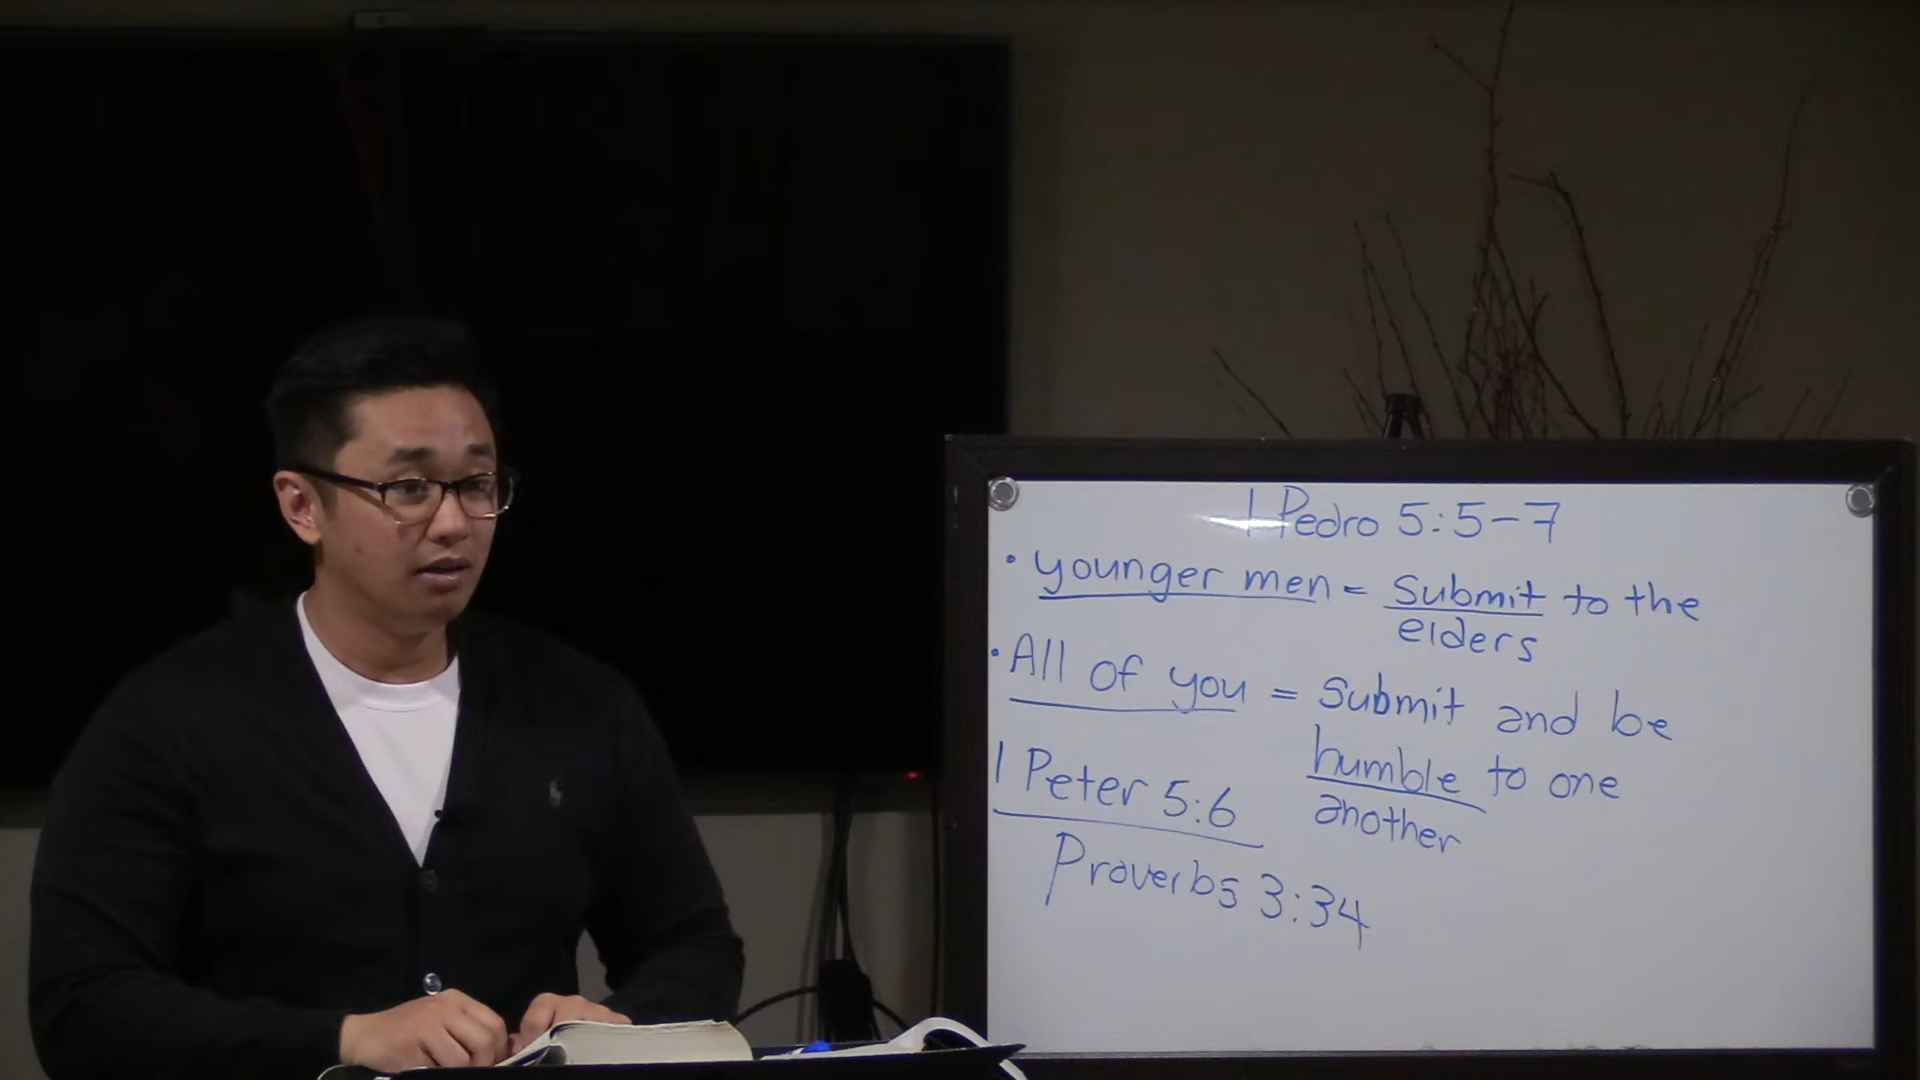 1 Pedro 5:5-7
• younger men = submit to the
elders
• All of you = submit and be
humble to one
another
1 Peter 5:6
Proverbs 3:34